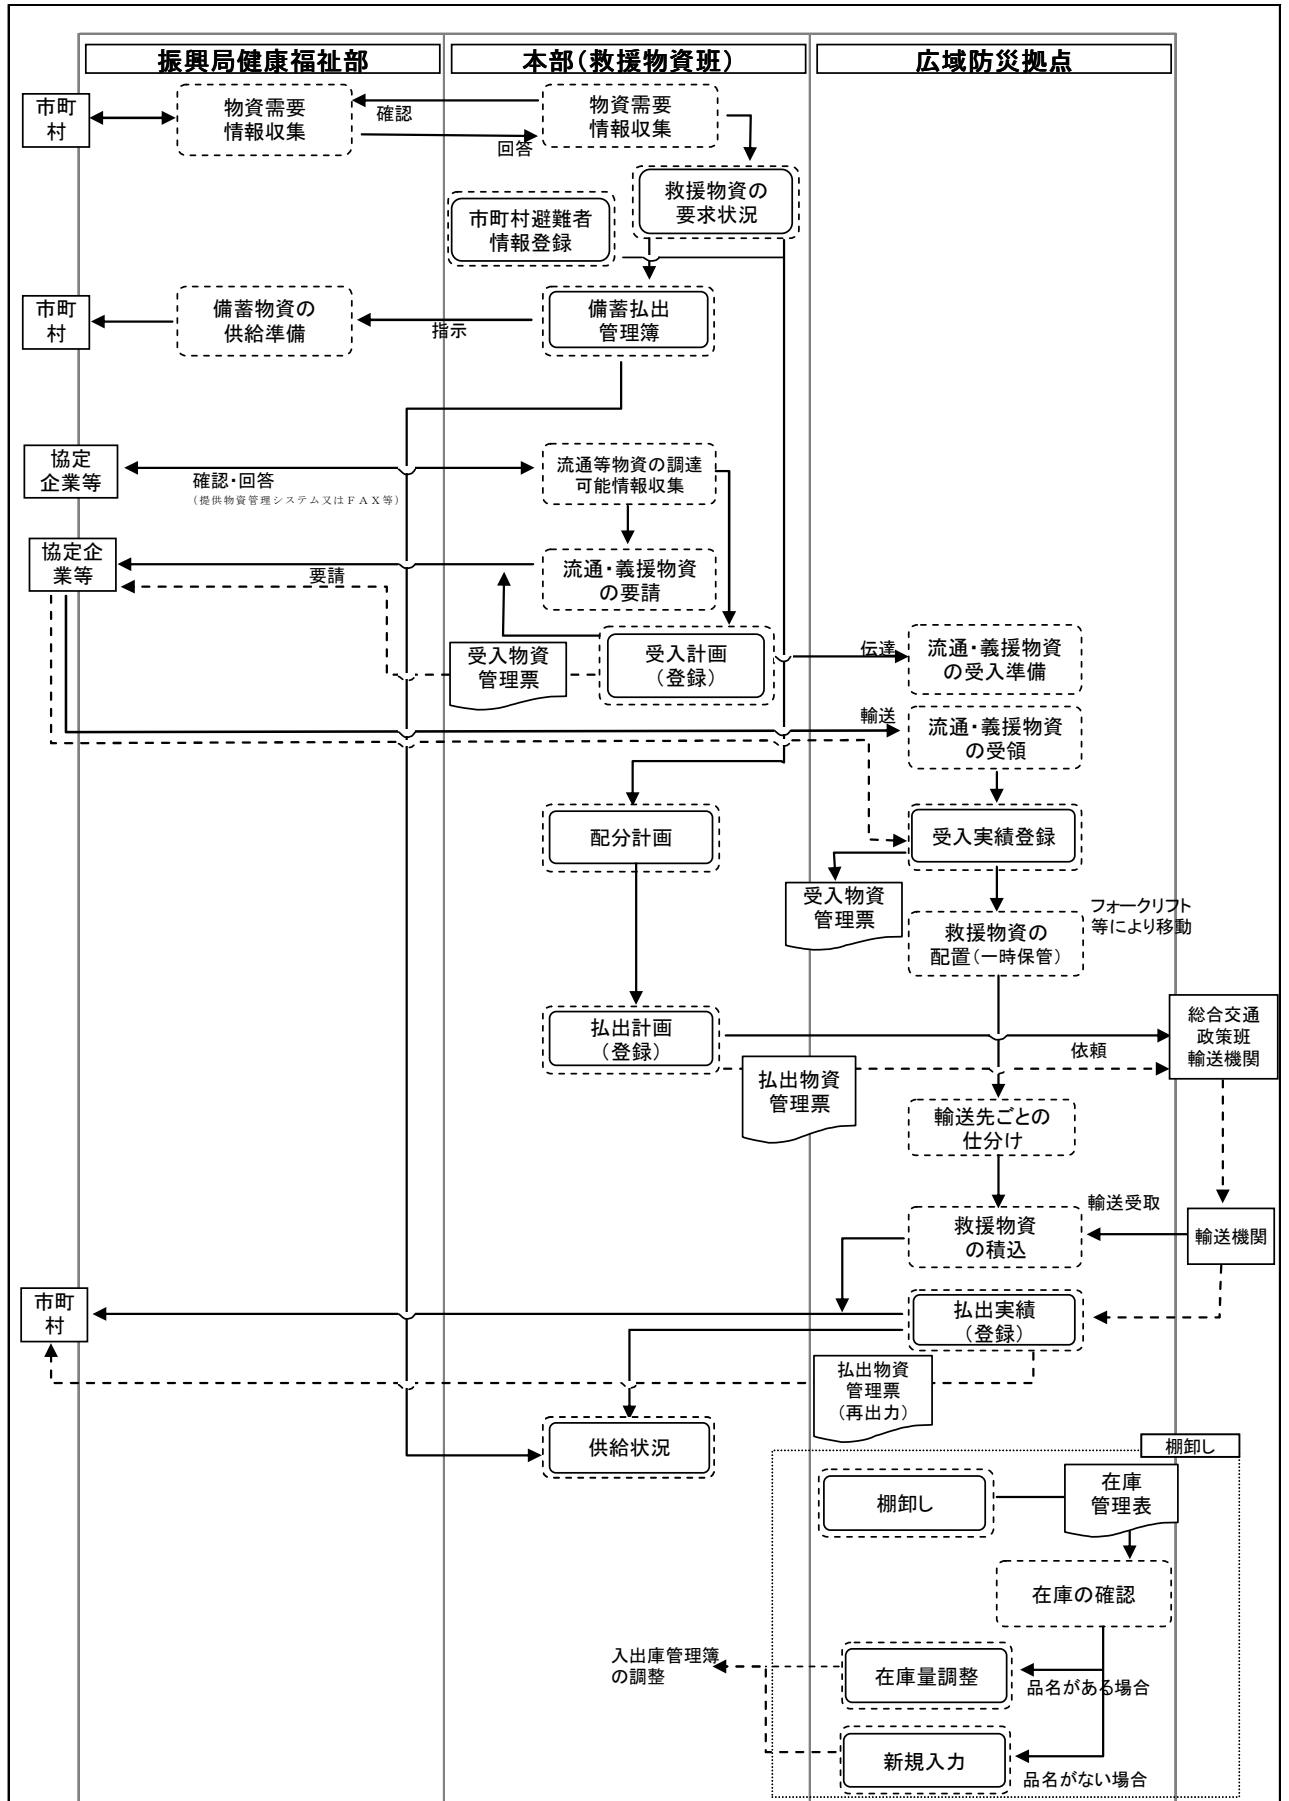 振興局健康福祉部
本部(救援物資班)
広域防災拠点
市町
村
物資需要
情報収集
確認
回答
物資需要
情報収集
救援物資の
要求状況
市町村避難者
情報登録
市町
村
備蓄物資の
供給準備
指示
備蓄払出
管理簿
協定
企業等
確認・回答
(提供物資管理システム又はFAX等)
流通等物資の調達
可能情報収集
協定企
業等
要請
流通・義援物資
の要請
受入物資
管理票
受入計画
(登録)
伝達
流通・義援物資
の受入準備
輸送
流通・義援物資
の受領
配分計画
受入実績登録
受入物資
管理票
フォークリフト
等により移動
救援物資の
配置(一時保管)
払出計画
(登録)
総合交通
政策班
輸送機関
依頼
払出物資
管理票
輸送先ごとの
仕分け
輸送受取
救援物資
の積込
輸送機関
市町
村
払出実績
(登録)
払出物資
管理票
(再出力)
供給状況
棚卸し
棚卸し
在庫
管理表
在庫の確認
入出庫管理簿
の調整
在庫量調整
品名がある場合
新規入力
品名がない場合